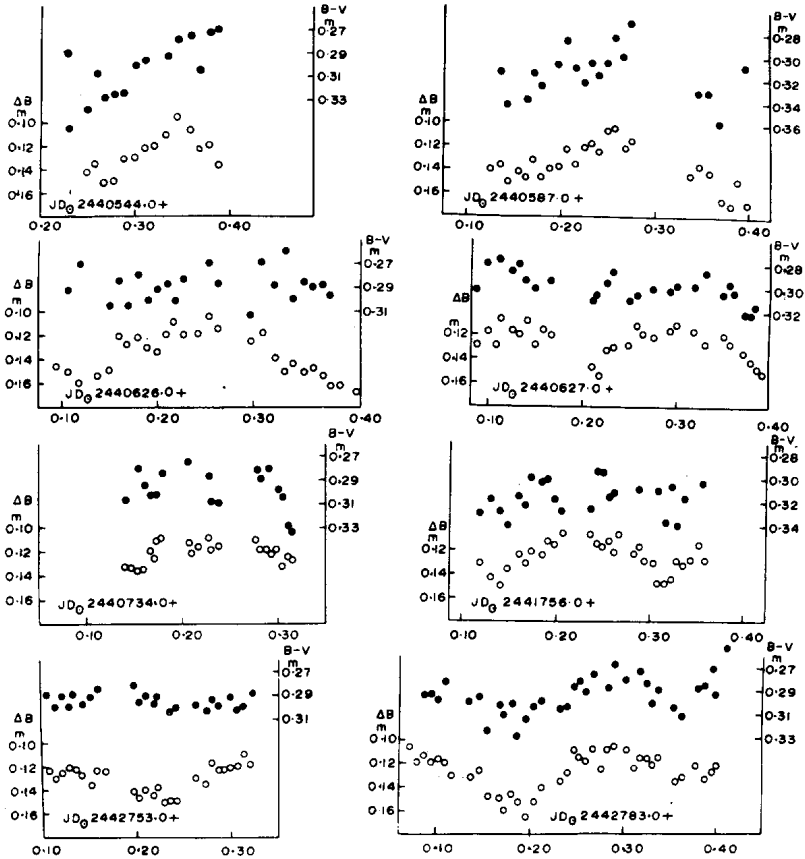 B-V
m
0.27
0.29
0.31
0.33
ΔB
m
0.10
0.12
0.14
0.16
JD⊙ 2440544.0+
0.20 0.30 0.40
B-V
m
0.28
0.30
0.32
0.34
0.36
ΔB
m
0.10
0.12
0.14
0.16
JD⊙ 2440587.0+
0.10 0.20 0.30 0.40
B-V
m
0.27
0.29
0.31
ΔB
m
0.10
0.12
0.14
0.16
JD⊙ 2440626.0+
0.10 0.20 0.30 0.40
B-V
m
0.28
0.30
0.32
ΔB
m
0.12
0.14
0.16
JD⊙ 2440627.0+
0.10 0.20 0.30 0.40
B-V
m
0.27
0.29
0.31
0.33
ΔB
m
0.10
0.12
0.14
0.16
JD⊙ 2440734.0+
0.10 0.20 0.30
B-V
m
0.28
0.30
0.32
0.34
ΔB
m
0.12
0.14
0.16
JD⊙ 2441756.0+
0.10 0.20 0.30 0.40
B-V
m
0.27
0.29
0.31
ΔB
m
0.10
0.12
0.14
0.16
JD⊙ 2442753.0+
0.10 0.20 0.30
B-V
m
0.27
0.29
0.31
0.33
ΔB
m
0.10
0.12
0.14
0.16
JD⊙ 2442783.0+
0.10 0.20 0.30 0.40